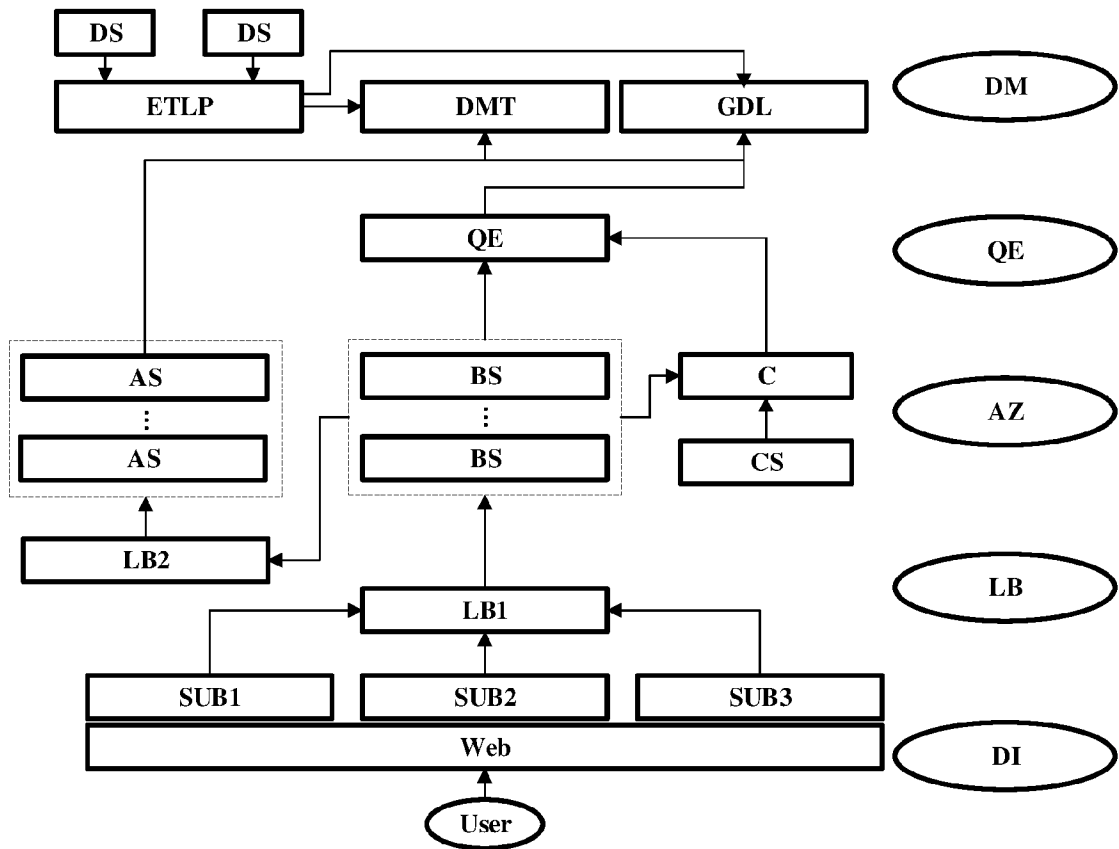 DS
DS
ETLP
DMT
GDL
DM
QE
QE
AS
BS
C
AZ
⋮
⋮
AS
BS
CS
LB2
LB1
LB
SUB1
SUB2
SUB3
Web
DI
User